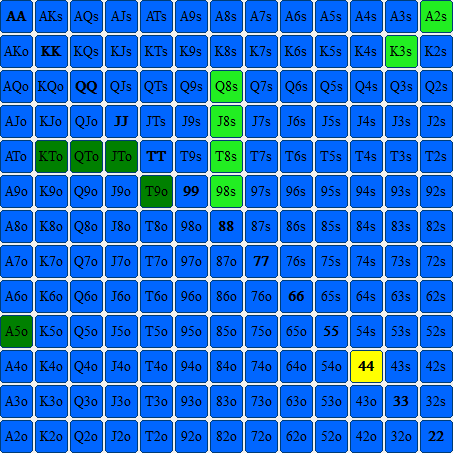 AA AKs AQs AJs ATs A9s A8s A7s A6s A5s A4s A3s A2s
AKo KK KQs KJs KTs K9s K8s K7s K6s K5s K4s K3s K2s
AQo KQo QQ QJs QTs Q9s Q8s Q7s Q6s Q5s Q4s Q3s Q2s
AJo KJo QJo JJ JTs J9s J8s J7s J6s J5s J4s J3s J2s
ATo KTo QTo JTo TT T9s T8s T7s T6s T5s T4s T3s T2s
A9o K9o Q9o J9o T9o 99 98s 97s 96s 95s 94s 93s 92s
A8o K8o Q8o J8o T8o 98o 88 87s 86s 85s 84s 83s 82s
A7o K7o Q7o J7o T7o 97o 87o 77 76s 75s 74s 73s 72s
A6o K6o Q6o J6o T6o 96o 86o 76o 66 65s 64s 63s 62s
A5o K5o Q5o J5o T5o 95o 85o 75o 65o 55 54s 53s 52s
A4o K4o Q4o J4o T4o 94o 84o 74o 64o 54o 44 43s 42s
A3o K3o Q3o J3o T3o 93o 83o 73o 63o 53o 43o 33 32s
A2o K2o Q2o J2o T2o 92o 82o 72o 62o 52o 42o 32o 22